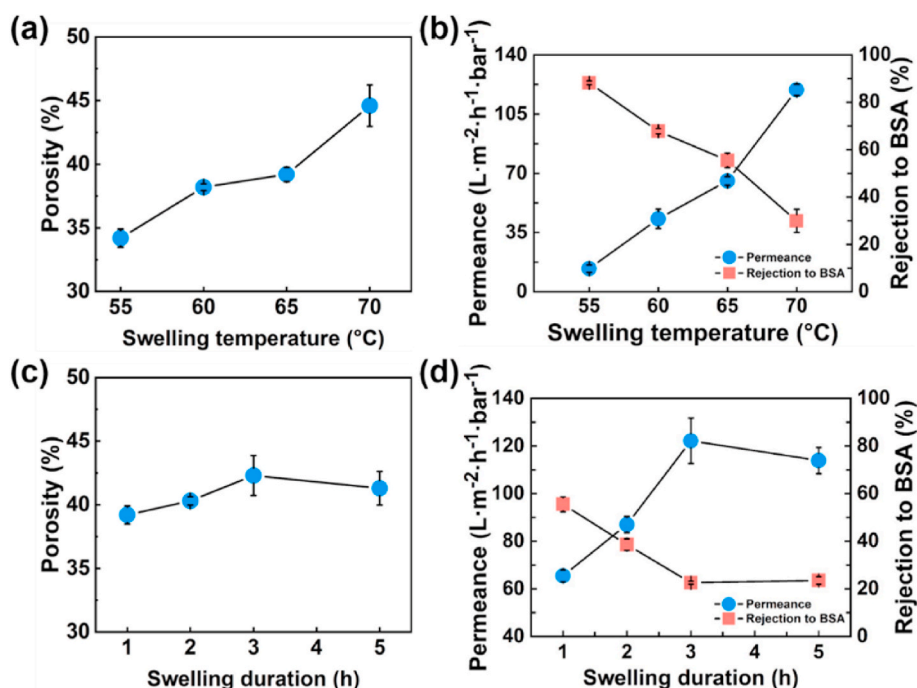 (a)
50
45
40
35
30
Porosity (%)
55 60 65 70
Swelling temperature (°C)
(b)
140
105
70
35
0
Permeance (L·m⁻²·h⁻¹·bar⁻¹)
100
80
60
40
20
0
Rejection to BSA (%)
Permeance
Rejection to BSA
55 60 65 70
Swelling temperature (°C)
(c)
50
45
40
35
30
Porosity (%)
1 2 3 4 5
Swelling duration (h)
(d)
140
120
100
80
60
40
Permeance (L·m⁻²·h⁻¹·bar⁻¹)
100
80
60
40
20
0
Rejection to BSA (%)
Permeance
Rejection to BSA
1 2 3 4 5
Swelling duration (h)